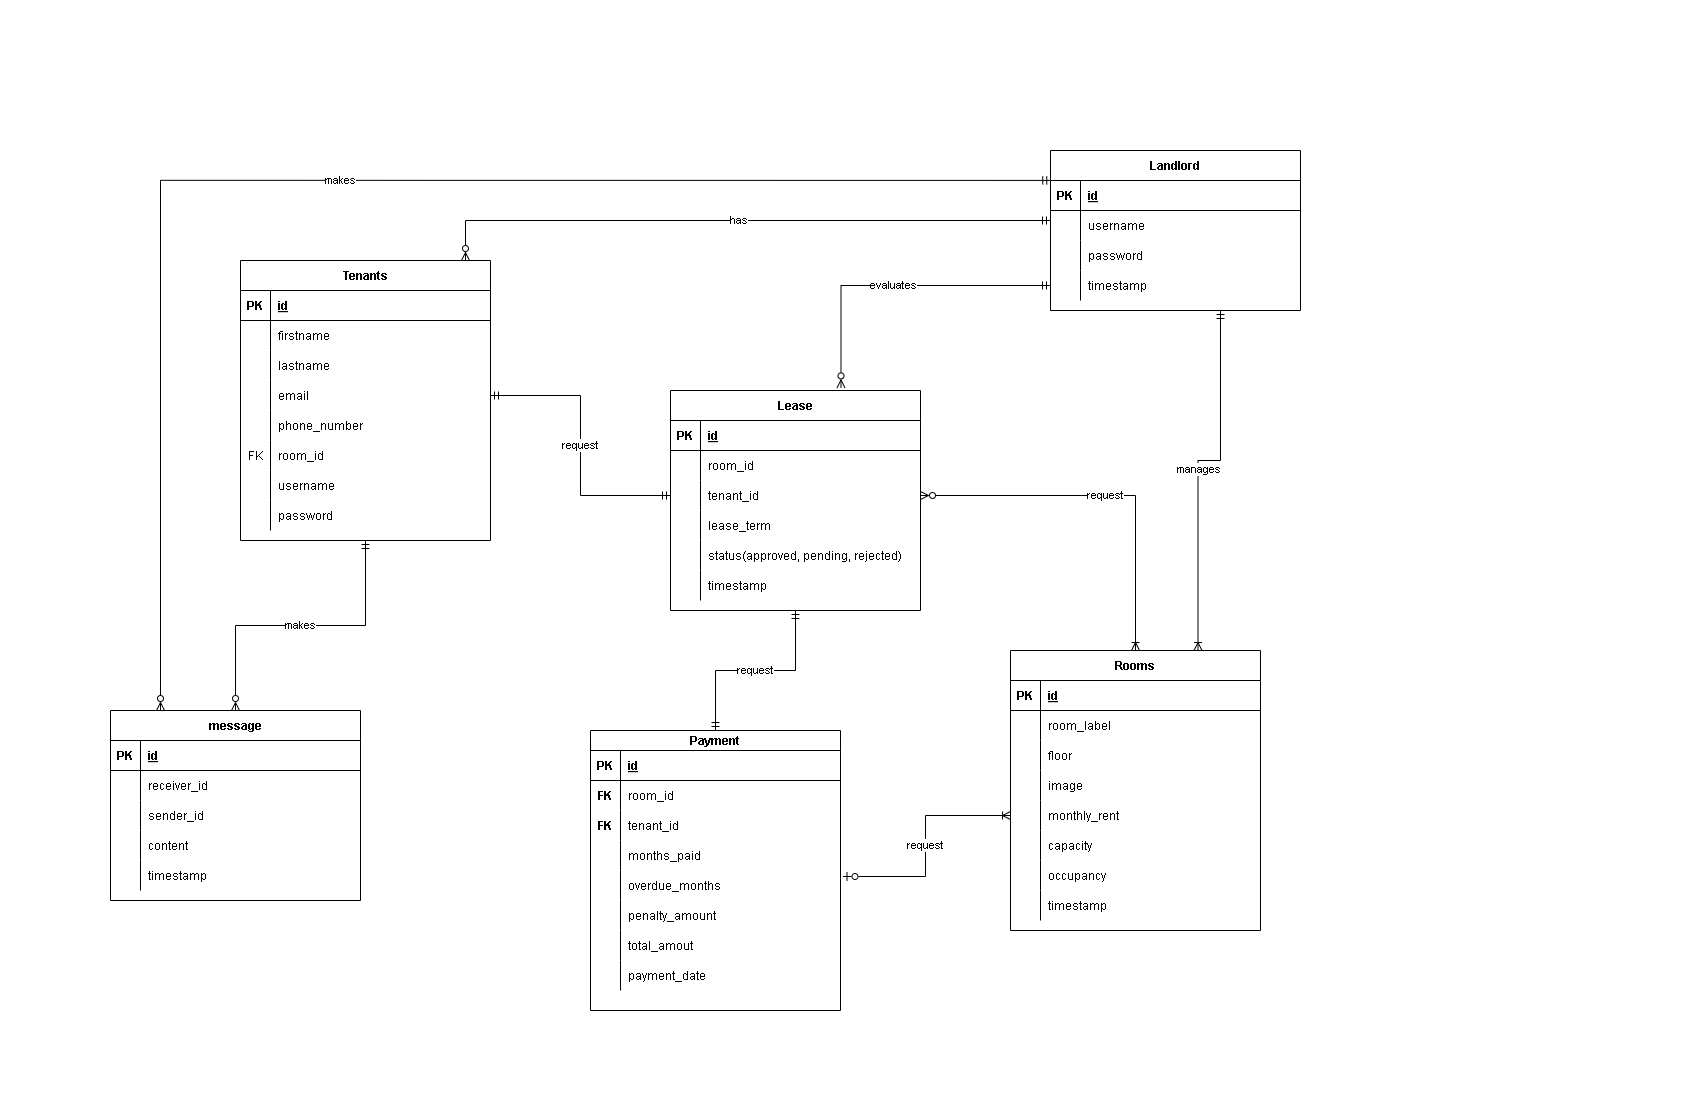 Landlord
PK id
username
password
timestamp
makes
has
evaluates
Tenants
PK id
firstname
lastname
email
phone_number
FK room_id
username
password
request
Lease
PK id
room_id
tenant_id
lease_term
status(approved, pending, rejected)
timestamp
manages
request
makes
request
message
PK id
receiver_id
sender_id
content
timestamp
Payment
PK id
FK room_id
FK tenant_id
months_paid
overdue_months
penalty_amount
total_amout
payment_date
request
Rooms
PK id
room_label
floor
image
monthly_rent
capacity
occupancy
timestamp